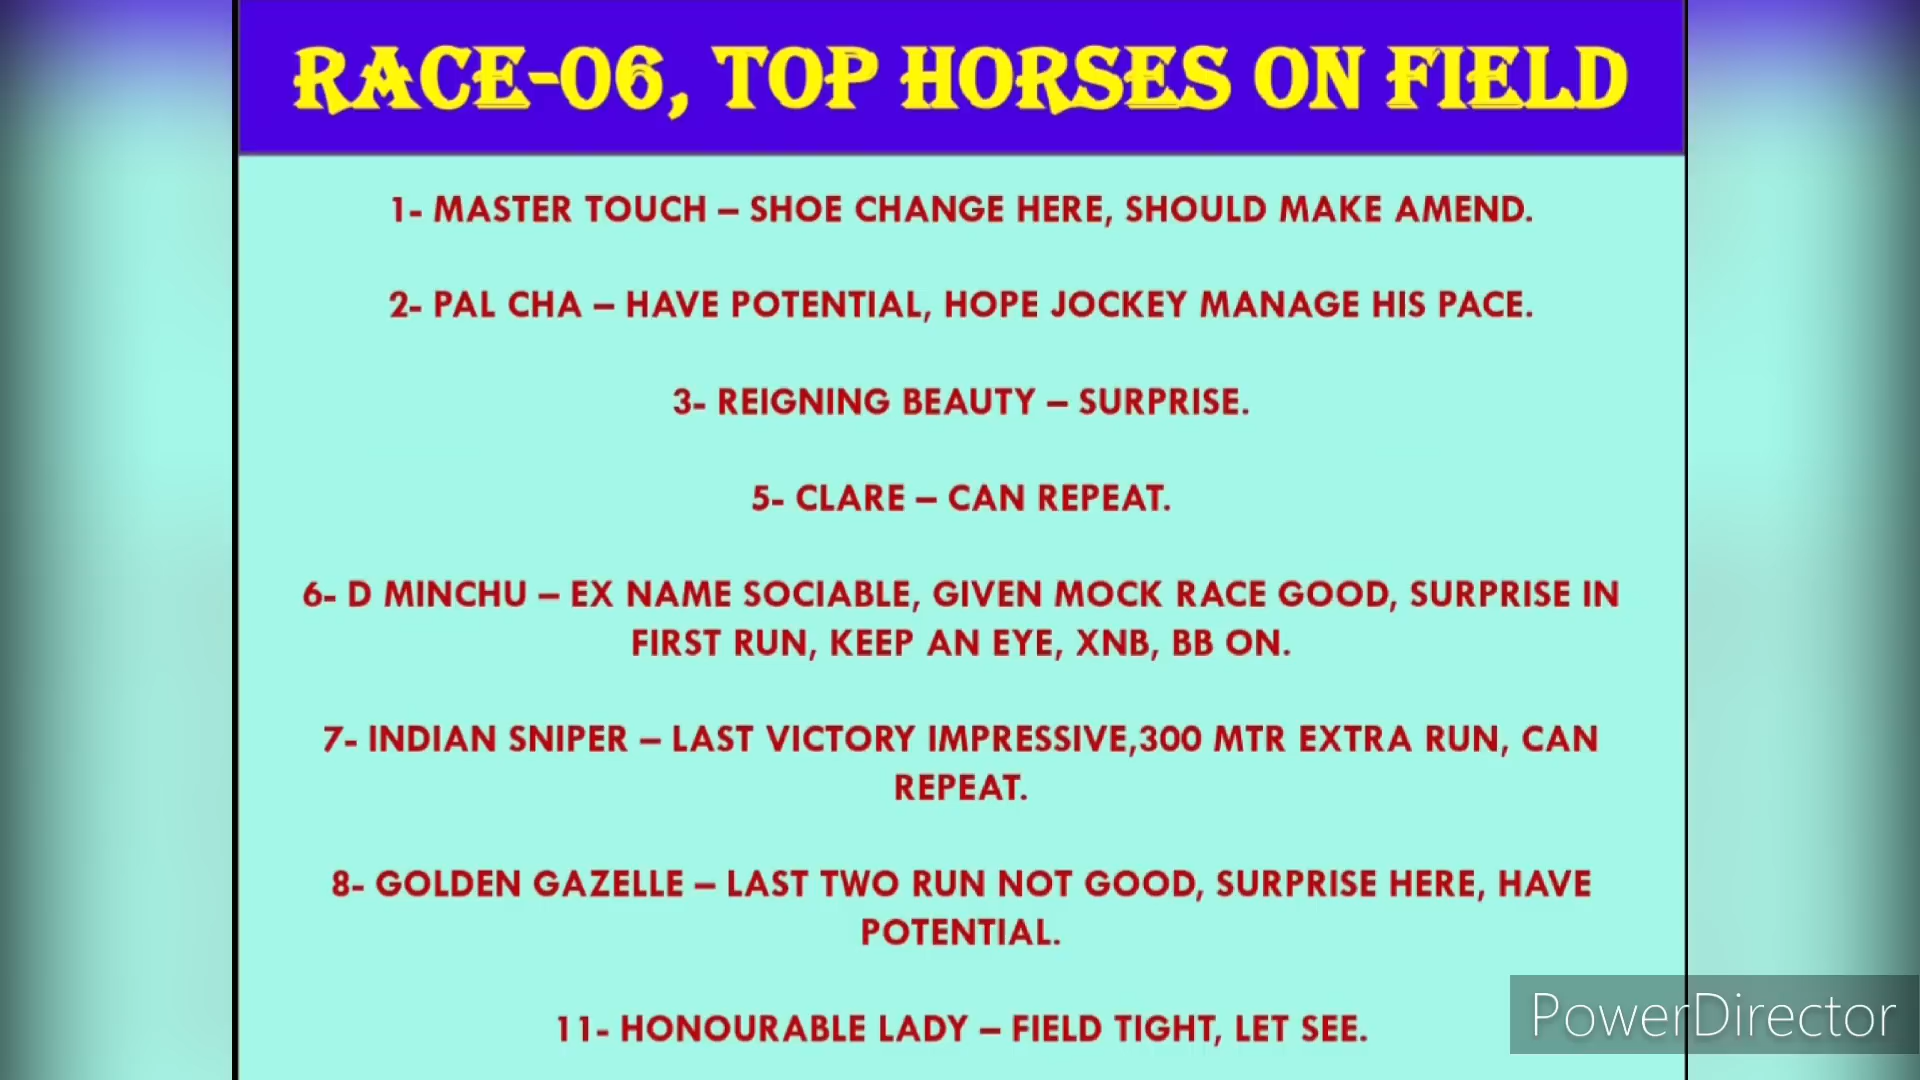 RACE-06, TOP HORSES ON FIELD
1- MASTER TOUCH – SHOE CHANGE HERE, SHOULD MAKE AMEND.
2- PAL CHA – HAVE POTENTIAL, HOPE JOCKEY MANAGE HIS PACE.
3- REIGNING BEAUTY – SURPRISE.
5- CLARE – CAN REPEAT.
6- D MINCHU – EX NAME SOCIABLE, GIVEN MOCK RACE GOOD, SURPRISE IN
FIRST RUN, KEEP AN EYE, XNB, BB ON.
7- INDIAN SNIPER – LAST VICTORY IMPRESSIVE,300 MTR EXTRA RUN, CAN
REPEAT.
8- GOLDEN GAZELLE – LAST TWO RUN NOT GOOD, SURPRISE HERE, HAVE
POTENTIAL.
11- HONOURABLE LADY – FIELD TIGHT, LET SEE.
PowerDirector